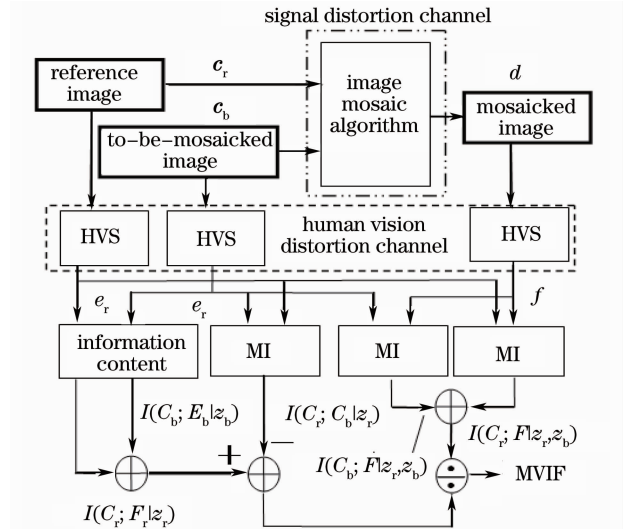 signal distortion channel
reference
image
c_r
c_b
to-be-mosaicked
image
image
mosaic
algorithm
d
mosaicked
image
HVS
HVS
human vision
distortion channel
HVS
e_r
e_r
f
information
content
MI
MI
MI
I(C_b; E_b|z_b)
I(C_r; C_b|z_r)
I(C_r; F|z_r,z_b)
I(C_b; F|z_r,z_b)
+
−
÷
MVIF
I(C_r; F_r|z_r)